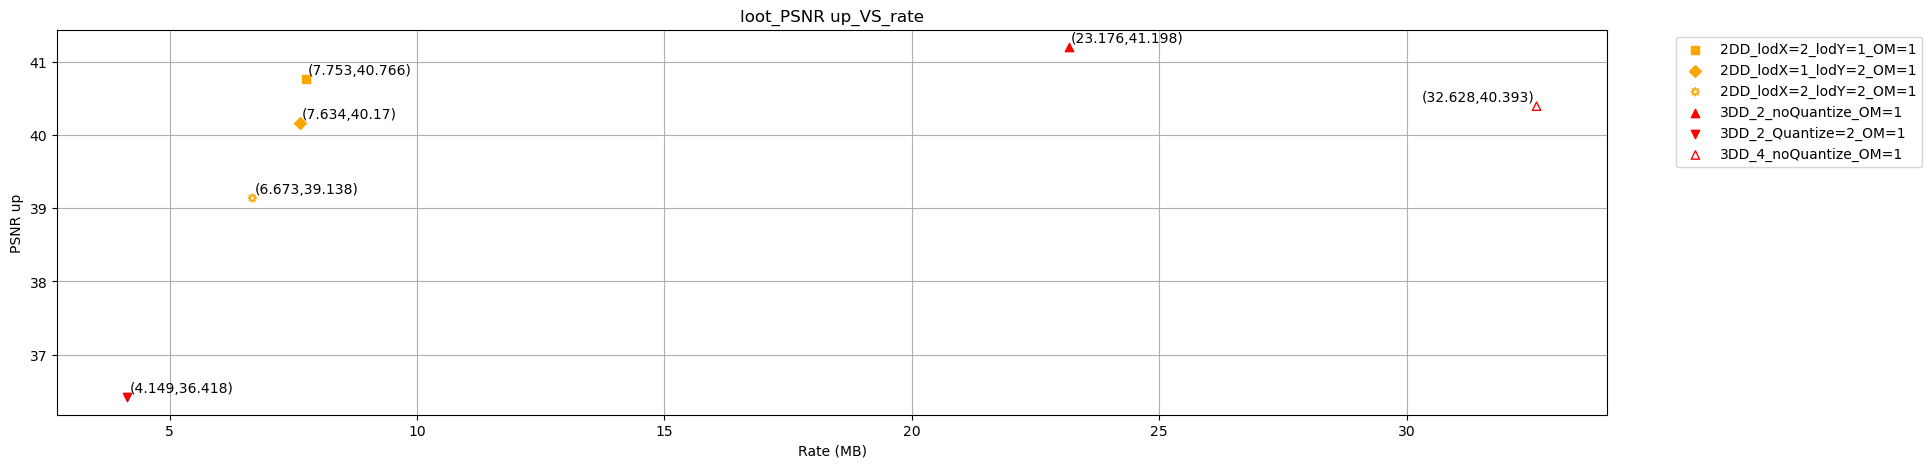 loot_PSNR up_VS_rate
(23.176,41.198)
(7.753,40.766)
(32.628,40.393)
(7.634,40.17)
(6.673,39.138)
(4.149,36.418)
41
40
39
38
37
PSNR up
5
10
15
20
25
30
Rate (MB)
2DD_lodX=2_lodY=1_OM=1
2DD_lodX=1_lodY=2_OM=1
2DD_lodX=2_lodY=2_OM=1
3DD_2_noQuantize_OM=1
3DD_2_Quantize=2_OM=1
3DD_4_noQuantize_OM=1